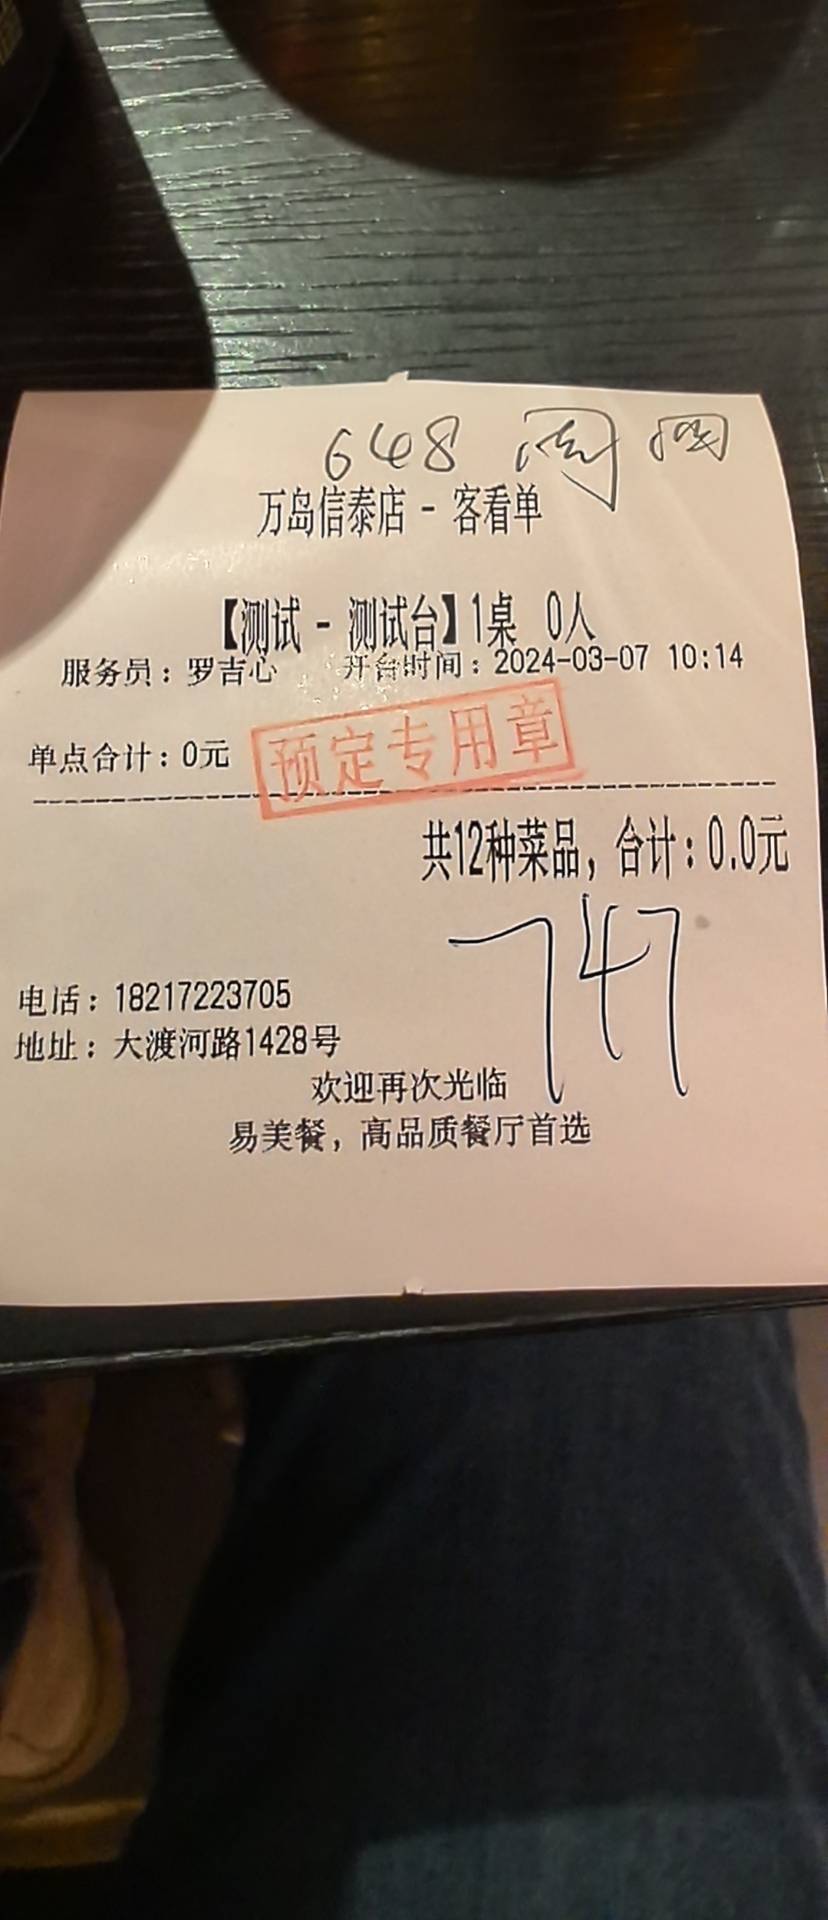 648
万岛信泰店 - 客看单
【测试 - 测试台】1桌 0人
服务员：罗吉心 开台时间：2024-03-07 10:14
单点合计：0元
预定专用章
共12种菜品，合计：0.0元
747
电话：18217223705
地址：大渡河路1428号
欢迎再次光临
易美餐，高品质餐厅首选